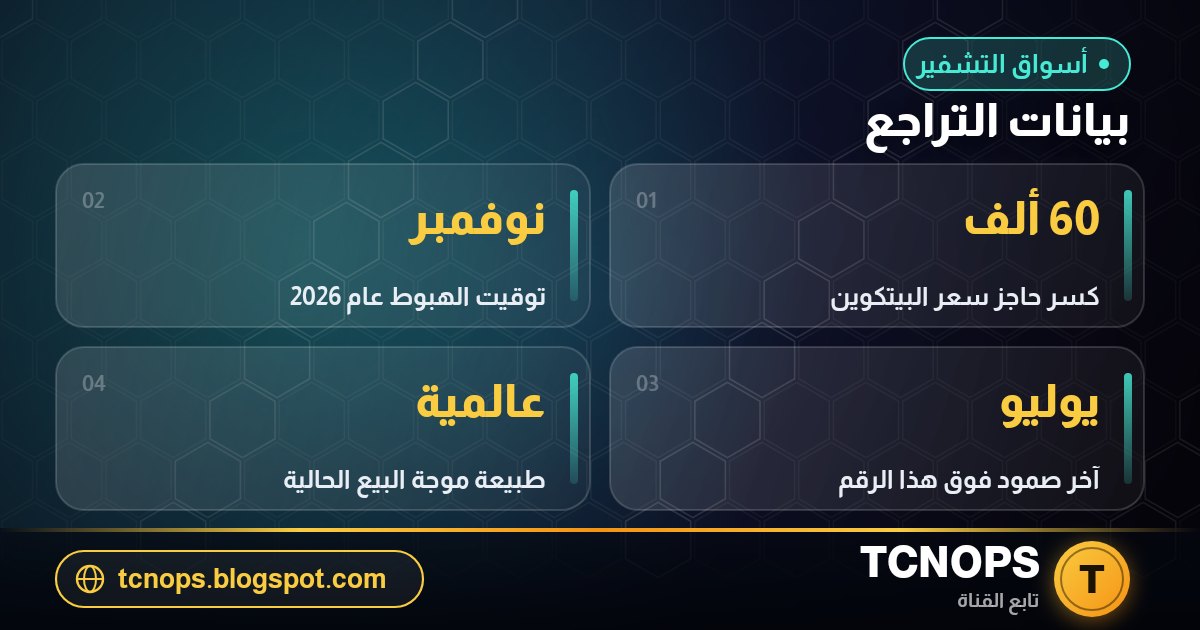 أسواق التشفير
بيانات التراجع
01
60 ألف
كسر حاجز سعر البيتكوين
02
نوفمبر
توقيت الهبوط عام 2026
03
يوليو
آخر صمود فوق هذا الرقم
04
عالمية
طبيعة موجة البيع الحالية
T
TCNOPS
تابع القناة
tcnops.blogspot.com